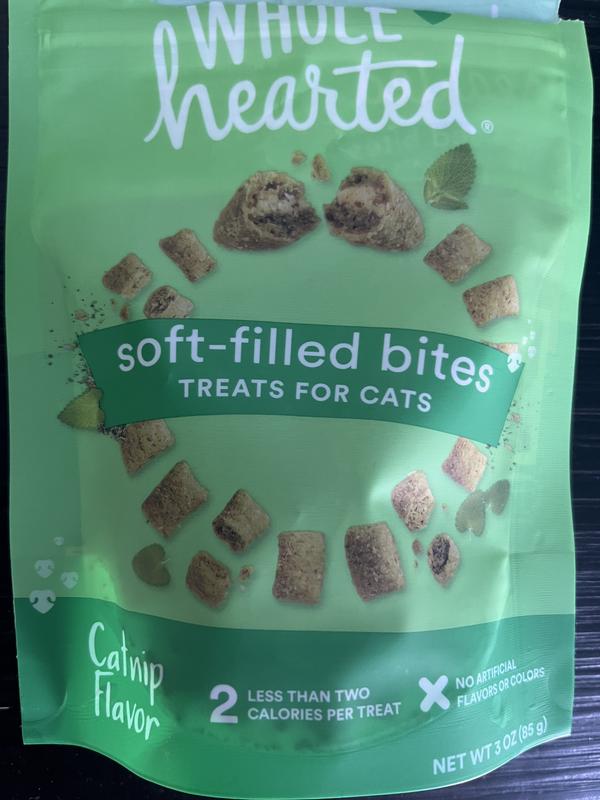 WHOLE
hearted®
soft-filled bites
TREATS FOR CATS
Catnip
Flavor
2 LESS THAN TWO
CALORIES PER TREAT
NO ARTIFICIAL
FLAVORS OR COLORS
NET WT 3 OZ (85 g)